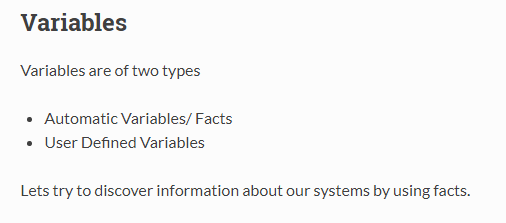 Variables
Variables are of two types
Automatic Variables/ Facts
User Defined Variables
Lets try to discover information about our systems by using facts.